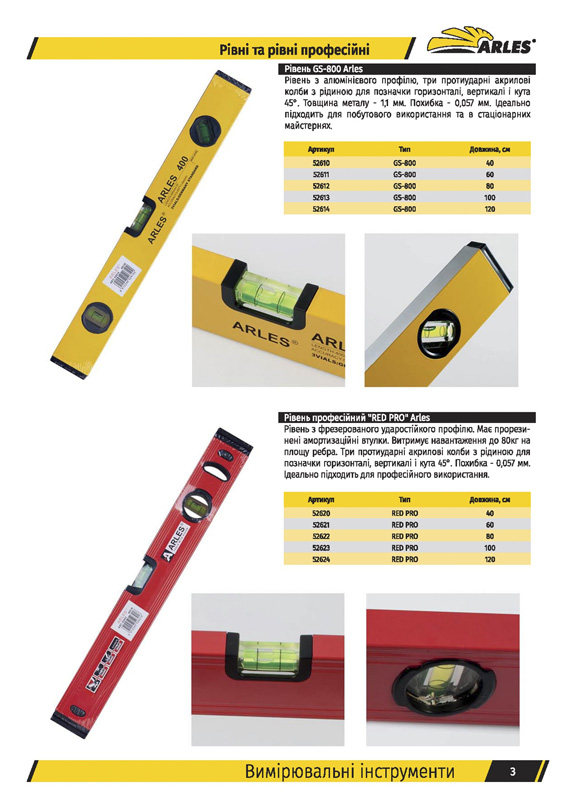 Рівні та рівні професійні
ARLES
Рівень GS-800 Arles
Рівень з алюмінієвого профілю, три протиударні акрилові
колби з рідиною для позначки горизонталі, вертикалі і кута
45°. Товщина металу - 1,1 мм. Похибка - 0,057 мм. Ідеально
підходить для побутового використання та в стаціонарних
майстернях.
Артикул Тип Довжина, см
52610 GS-800 40
52611 GS-800 60
52612 GS-800 80
52613 GS-800 100
52614 GS-800 120
ARLES® ARLES 400
ARLES®
ARL
Рівень професійний "RED PRO" Arles
Рівень з фрезерованого ударостійкого профілю. Має прорези-
нені амортизаційні втулки. Витримує навантаження до 80кг на
площу ребра. Три протиударні акрилові колби з рідиною для
позначки горизонталі, вертикалі і кута 45°. Похибка - 0,057 мм.
Ідеально підходить для професійного використання.
Артикул Тип Довжина, см
52620 RED PRO 40
52621 RED PRO 60
52622 RED PRO 80
52623 RED PRO 100
52624 RED PRO 120
ARLES
Вимірювальні інструменти
3